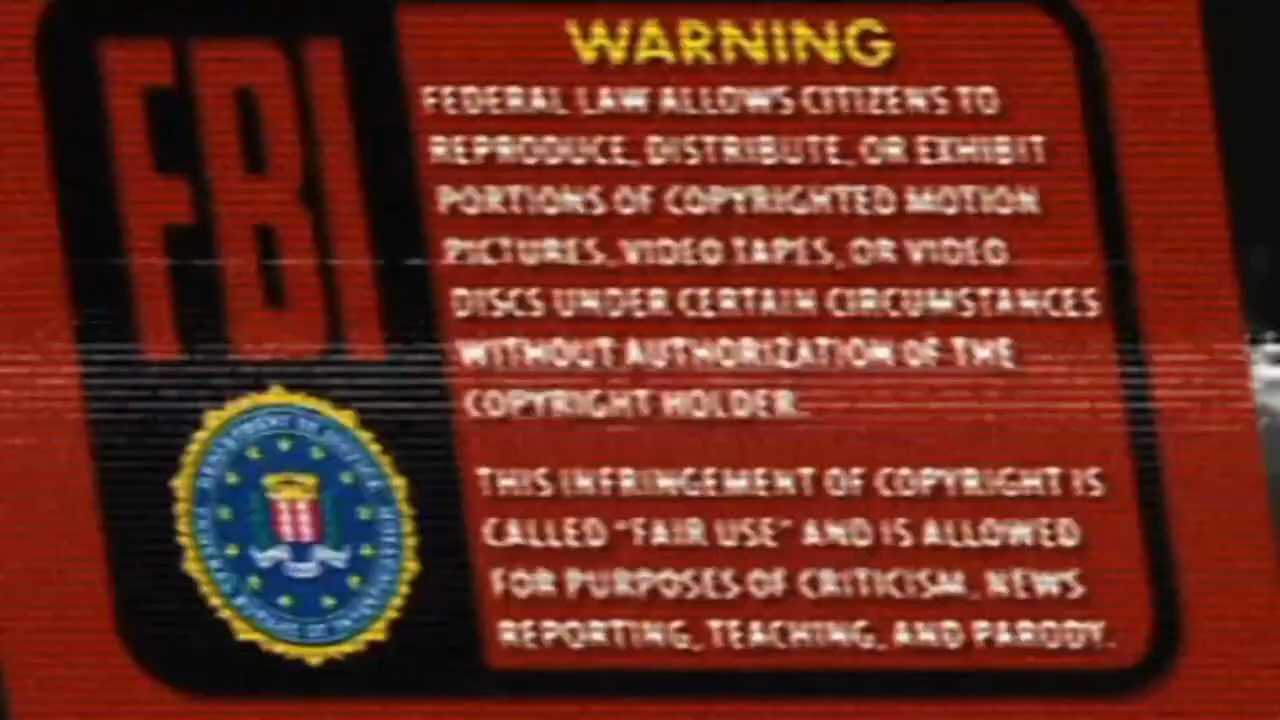 FBI
WARNING
FEDERAL LAW ALLOWS CITIZENS TO
REPRODUCE, DISTRIBUTE, OR EXHIBIT
PORTIONS OF COPYRIGHTED MOTION
PICTURES, VIDEO TAPES, OR VIDEO
DISCS UNDER CERTAIN CIRCUMSTANCES
WITHOUT AUTHORIZATION OF THE
COPYRIGHT HOLDER.
THIS INFRINGEMENT OF COPYRIGHT IS
CALLED "FAIR USE" AND IS ALLOWED
FOR PURPOSES OF CRITICISM, NEWS
REPORTING, TEACHING, AND PARODY.